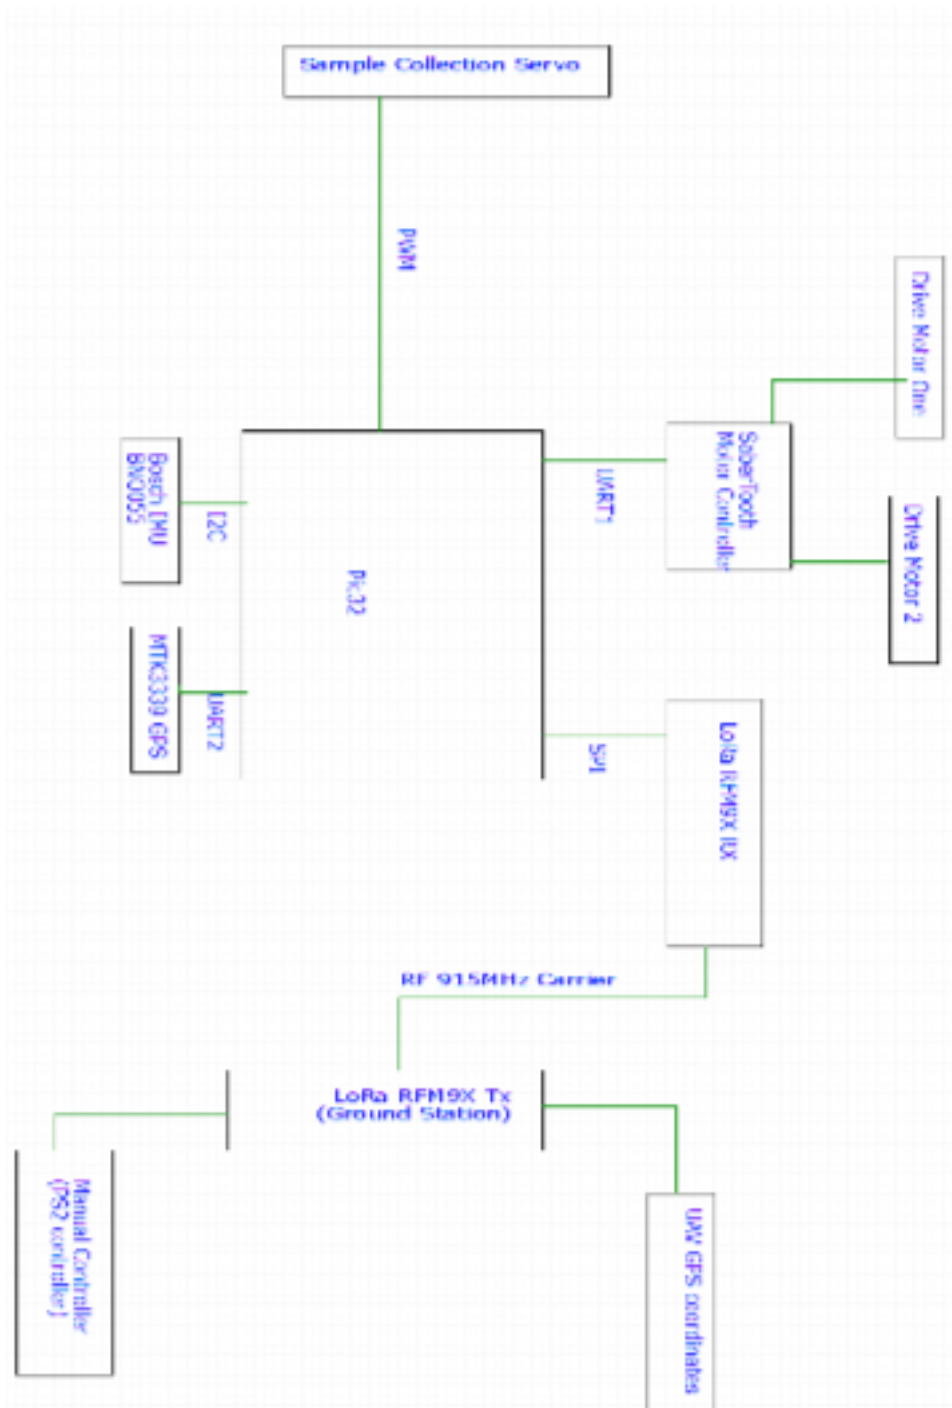 Sample Collection Servo
PWM
Drive Motor One
SaberTooth
Motor Controller
UART1
Drive Motor 2
Bosch IMU
BNO055
I2C
Pic32
MTK3339 GPS
UART2
SPI
LoRa RFM9X RX
RF 915MHz Carrier
LoRa RFM9X Tx
(Ground Station)
Manual Controller
(PS2 controller)
UAV GPS coordinates